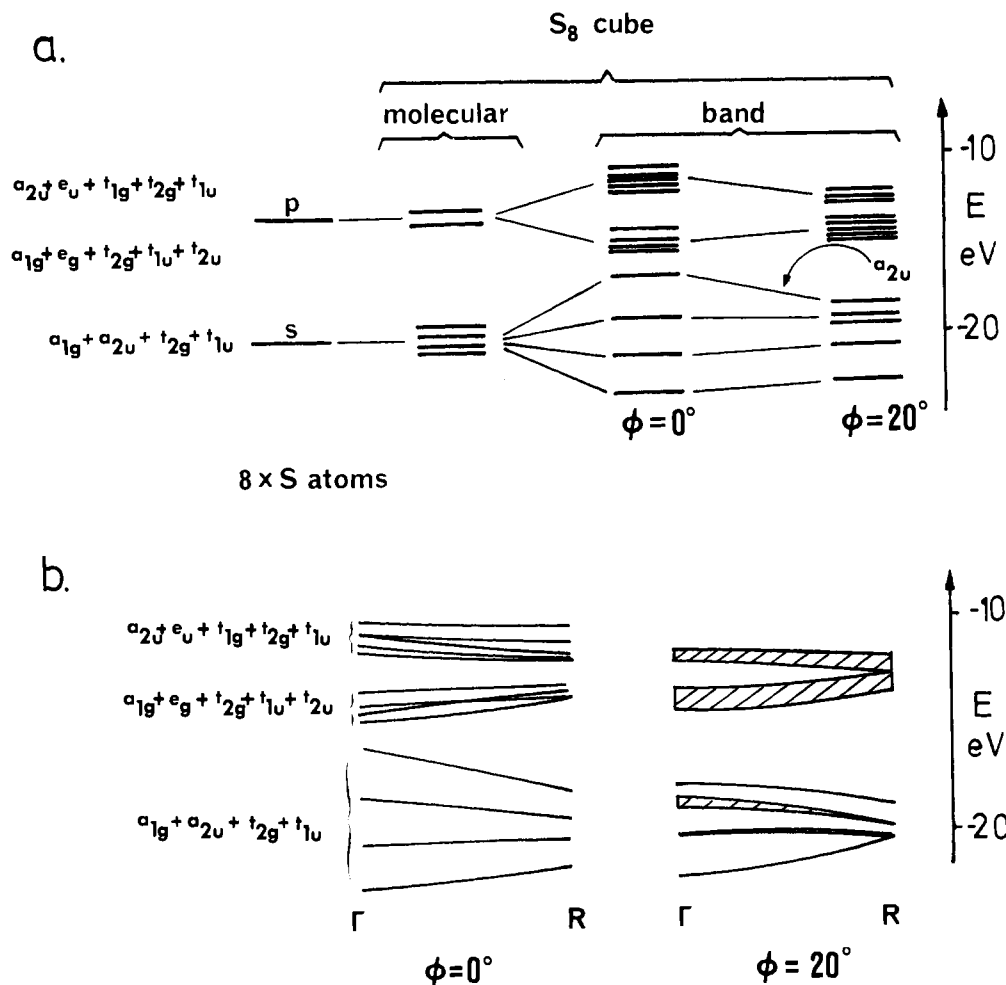 a.
S8 cube
molecular
band
-10
a2u+ eu + t1g+ t2g+ t1u
p
E
eV
a1g+ eg + t2g+ t1u+ t2u
a2u
a1g+ a2u + t2g+ t1u
s
-20
ϕ = 0°
ϕ = 20°
8 x S atoms
b.
-10
a2u+ eu + t1g+ t2g+ t1u
a1g+ eg + t2g+ t1u+ t2u
E
eV
a1g+ a2u + t2g+ t1u
-20
Γ
R
Γ
R
ϕ = 0°
ϕ = 20°